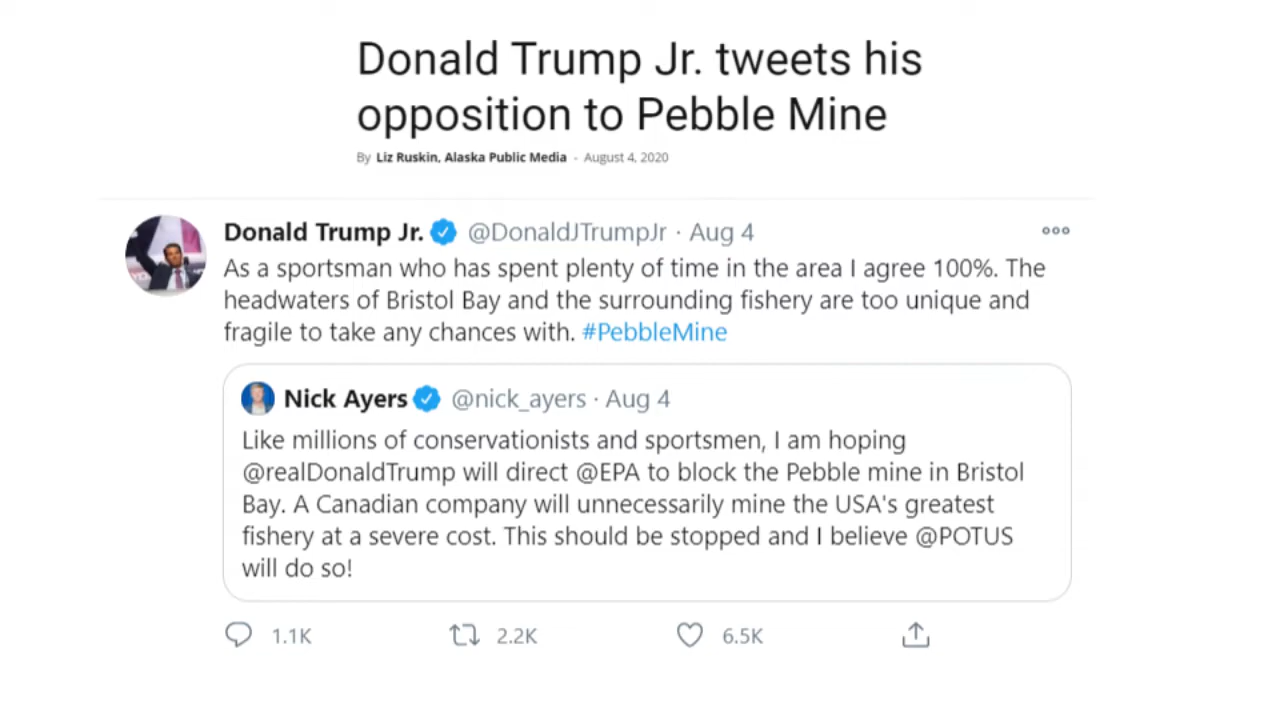 Donald Trump Jr. tweets his
opposition to Pebble Mine
By Liz Ruskin, Alaska Public Media - August 4, 2020
Donald Trump Jr. @DonaldJTrumpJr · Aug 4
As a sportsman who has spent plenty of time in the area I agree 100%. The
headwaters of Bristol Bay and the surrounding fishery are too unique and
fragile to take any chances with. #PebbleMine
Nick Ayers @nick_ayers · Aug 4
Like millions of conservationists and sportsmen, I am hoping
@realDonaldTrump will direct @EPA to block the Pebble mine in Bristol
Bay. A Canadian company will unnecessarily mine the USA's greatest
fishery at a severe cost. This should be stopped and I believe @POTUS
will do so!
1.1K 2.2K 6.5K